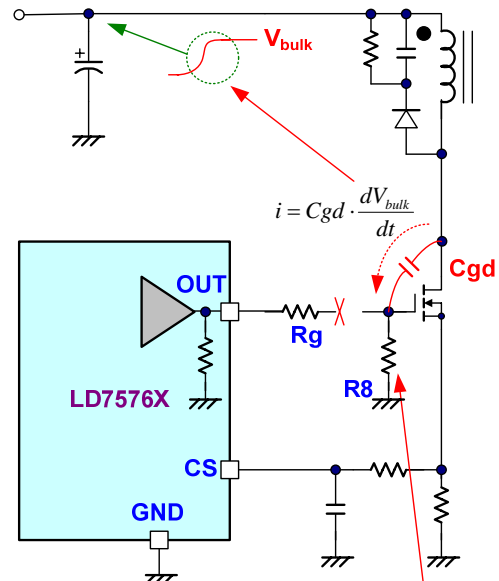 +
Vbulk
i = Cgd · dVbulk/dt
Cgd
OUT
Rg
R8
LD7576X
CS
GND